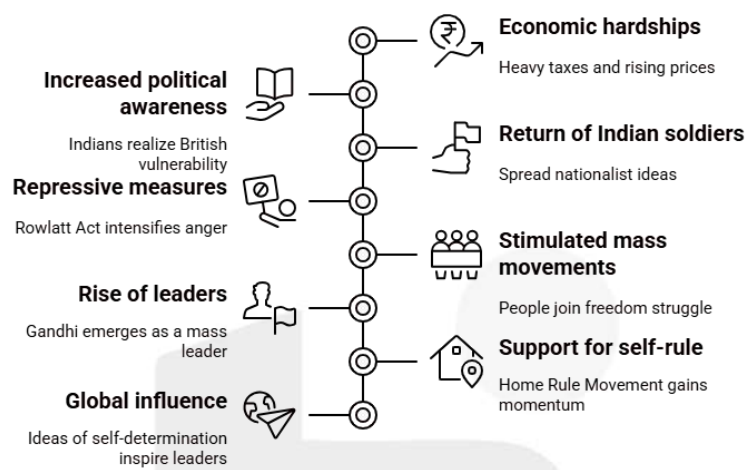 Economic hardships
Heavy taxes and rising prices
Increased political
awareness
Indians realize British
vulnerability
Return of Indian soldiers
Spread nationalist ideas
Repressive measures
Rowlatt Act intensifies anger
Stimulated mass
movements
People join freedom struggle
Rise of leaders
Gandhi emerges as a mass
leader
Support for self-rule
Home Rule Movement gains
momentum
Global influence
Ideas of self-determination
inspire leaders